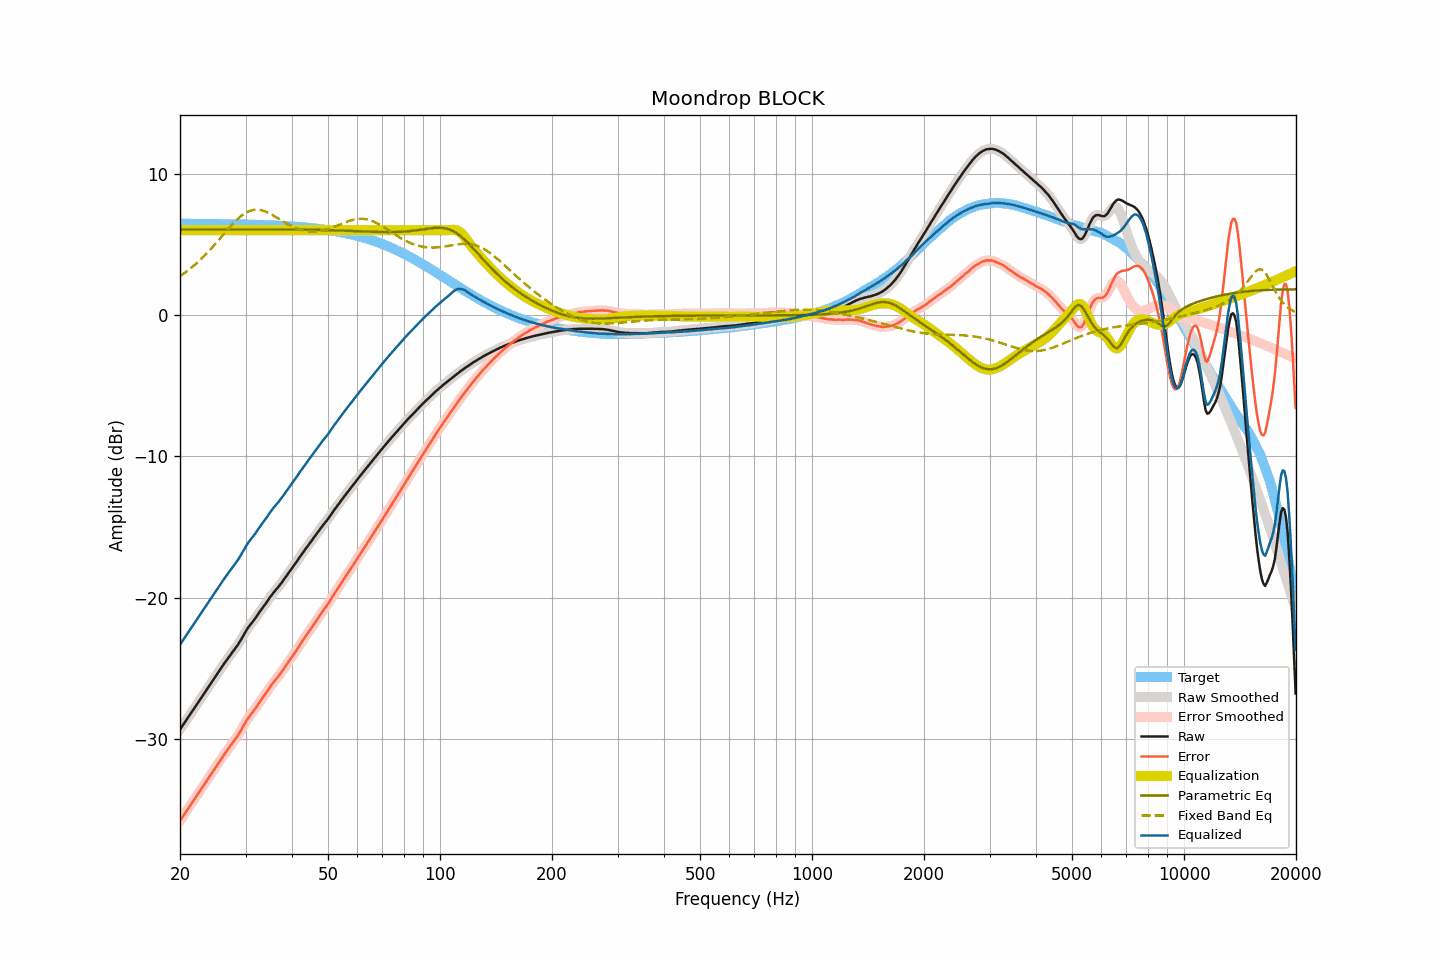 Moondrop BLOCK
Amplitude (dBr)
10
0
−10
−20
−30
20
50
100
200
500
1000
2000
5000
10000
20000
Frequency (Hz)
Target
Raw Smoothed
Error Smoothed
Raw
Error
Equalization
Parametric Eq
Fixed Band Eq
Equalized